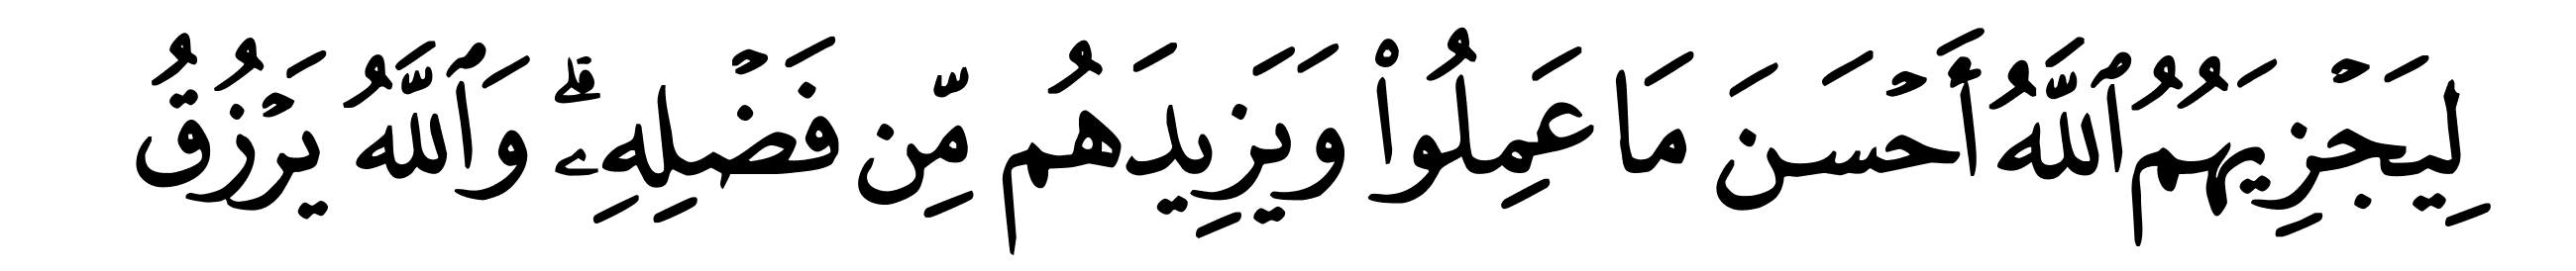 لِيَجْزِيَهُمُ ٱللَّهُ أَحْسَنَ مَا عَمِلُوا۟ وَيَزِيدَهُم مِّن فَضْلِهِۦۗ وَٱللَّهُ يَرْزُقُ